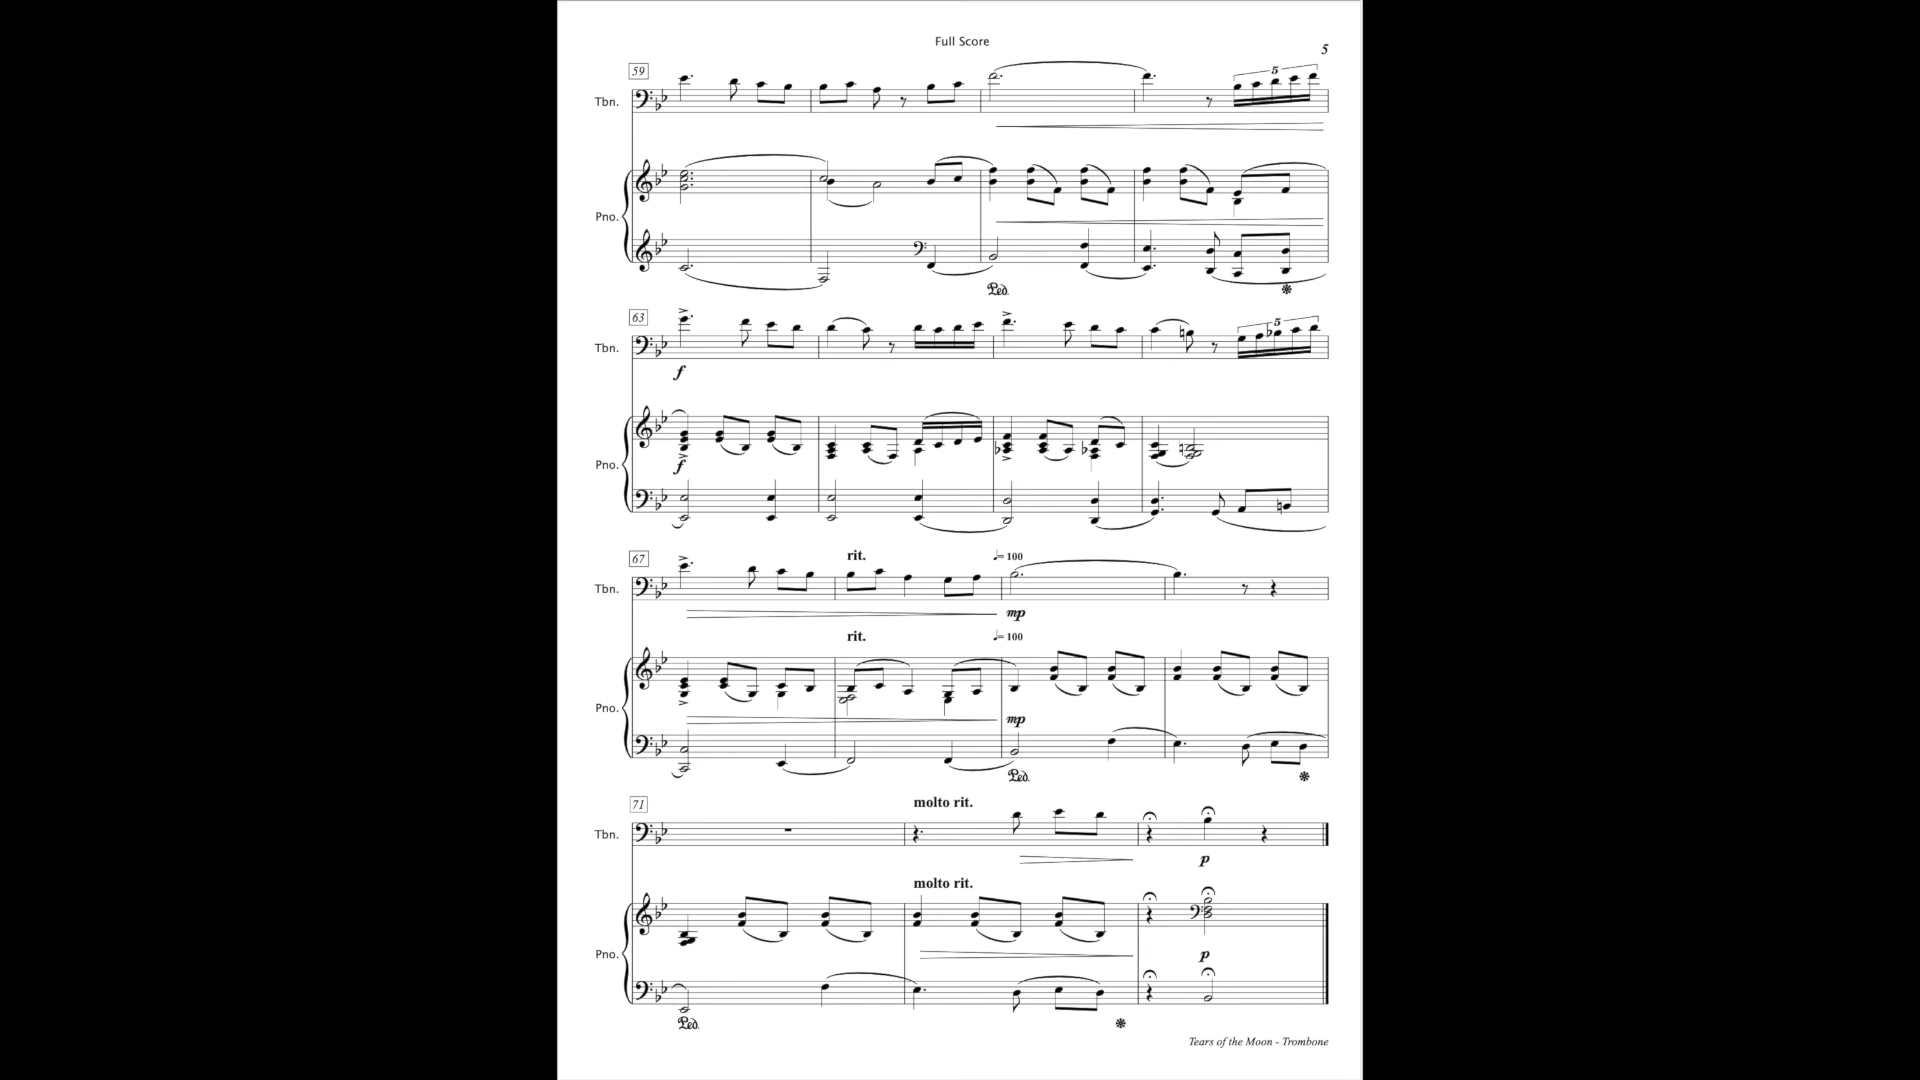 Full Score
5
59
Tbn.
5
Pno.
Ped.
63
Tbn.
5
f
Pno.
f
67
rit.
♩= 100
Tbn.
mp
rit.
♩= 100
Pno.
mp
Ped.
71
molto rit.
Tbn.
p
molto rit.
Pno.
p
Ped.
Tears of the Moon - Trombone